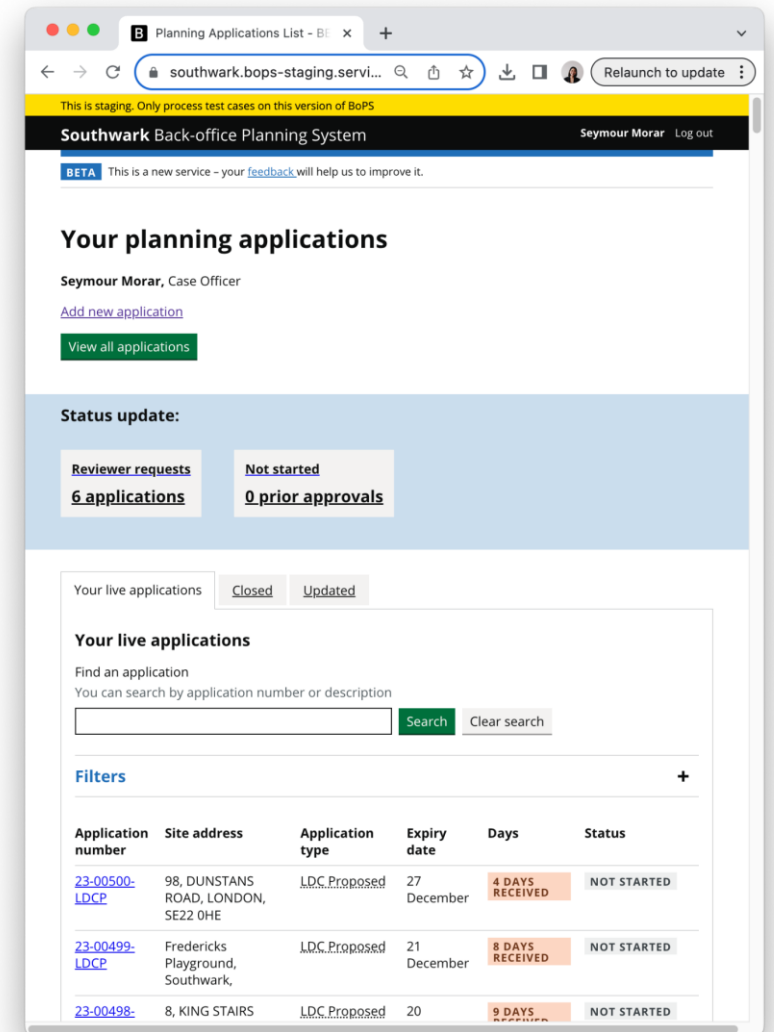 B Planning Applications List - BE
southwark.bops-staging.servi...
Relaunch to update
This is staging. Only process test cases on this version of BoPS
Southwark Back-office Planning System Seymour Morar Log out
BETA This is a new service – your feedback will help us to improve it.
Your planning applications
Seymour Morar, Case Officer
Add new application
View all applications
Status update:
Reviewer requests Not started
6 applications 0 prior approvals
Your live applications Closed Updated
Your live applications
Find an application
You can search by application number or description
Search Clear search
Filters +
Application Site address Application Expiry Days Status
number type date
23-00500- 98, DUNSTANS LDC Proposed 27 4 DAYS NOT STARTED
LDCP ROAD, LONDON, December RECEIVED
SE22 0HE
23-00499- Fredericks LDC Proposed 21 8 DAYS NOT STARTED
LDCP Playground, December RECEIVED
Southwark,
23-00498- 8, KING STAIRS LDC Proposed 20 9 DAYS NOT STARTED